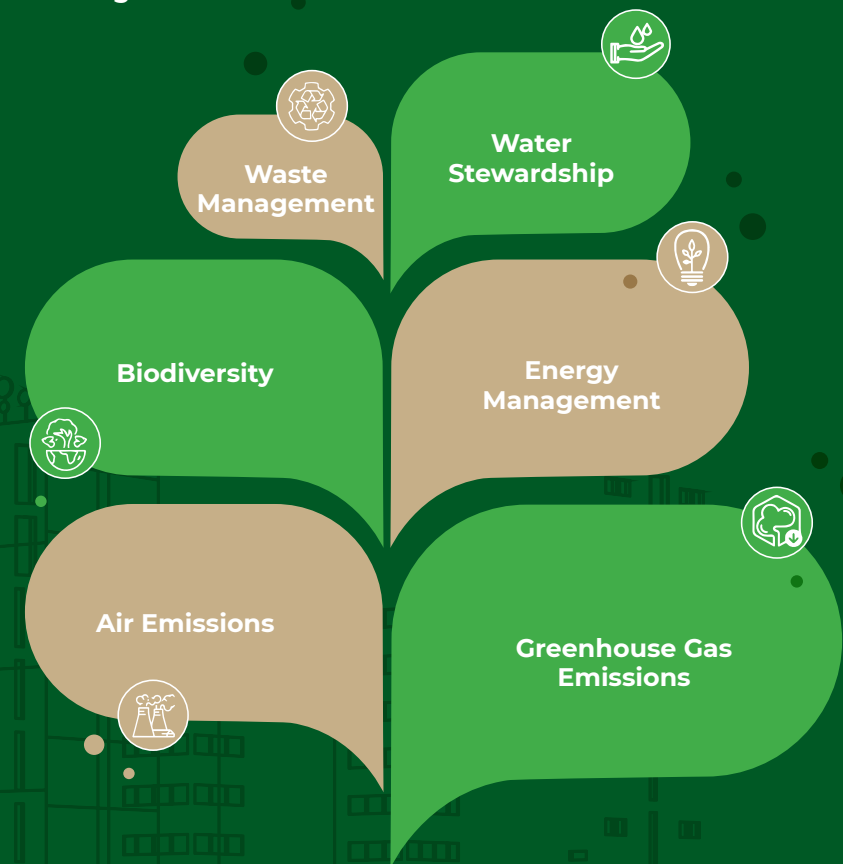 Waste
Management
Water
Stewardship
Biodiversity
Energy
Management
Air Emissions
Greenhouse Gas
Emissions